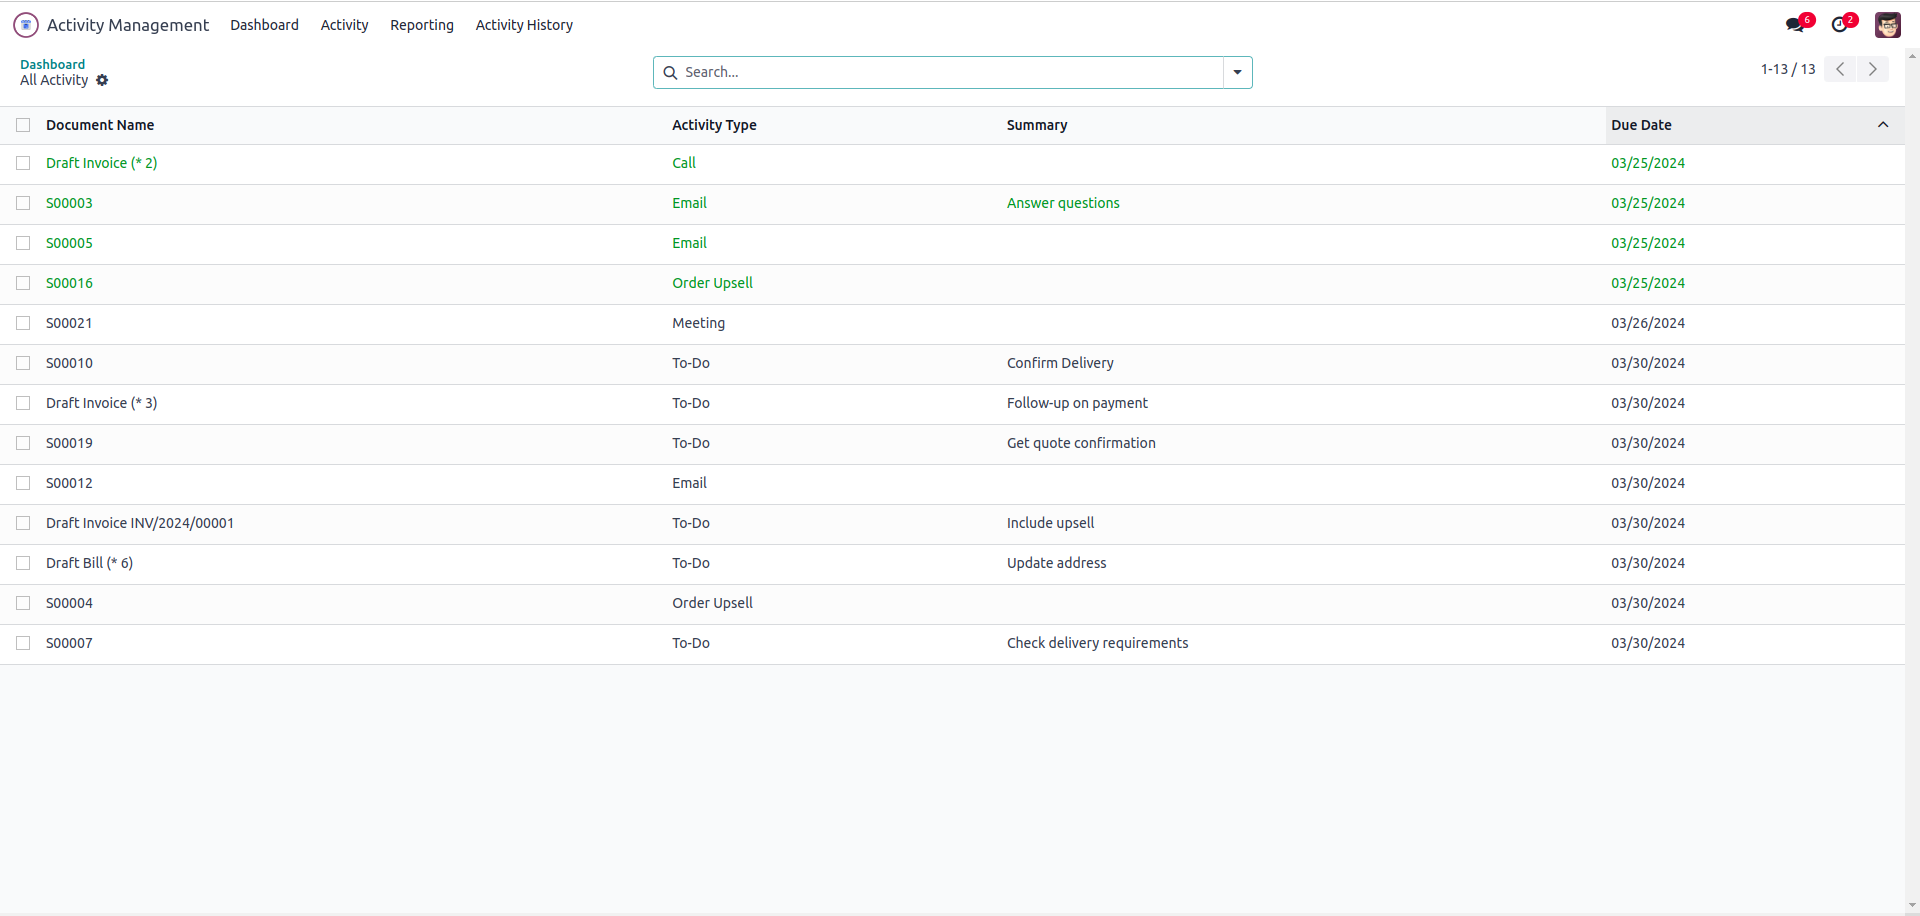 Activity Management Dashboard Activity Reporting Activity History 6 2
Dashboard
All Activity Search... 1-13 / 13
Document Name Activity Type Summary Due Date
Draft Invoice (* 2) Call 03/25/2024
S00003 Email Answer questions 03/25/2024
S00005 Email 03/25/2024
S00016 Order Upsell 03/25/2024
S00021 Meeting 03/26/2024
S00010 To-Do Confirm Delivery 03/30/2024
Draft Invoice (* 3) To-Do Follow-up on payment 03/30/2024
S00019 To-Do Get quote confirmation 03/30/2024
S00012 Email 03/30/2024
Draft Invoice INV/2024/00001 To-Do Include upsell 03/30/2024
Draft Bill (* 6) To-Do Update address 03/30/2024
S00004 Order Upsell 03/30/2024
S00007 To-Do Check delivery requirements 03/30/2024